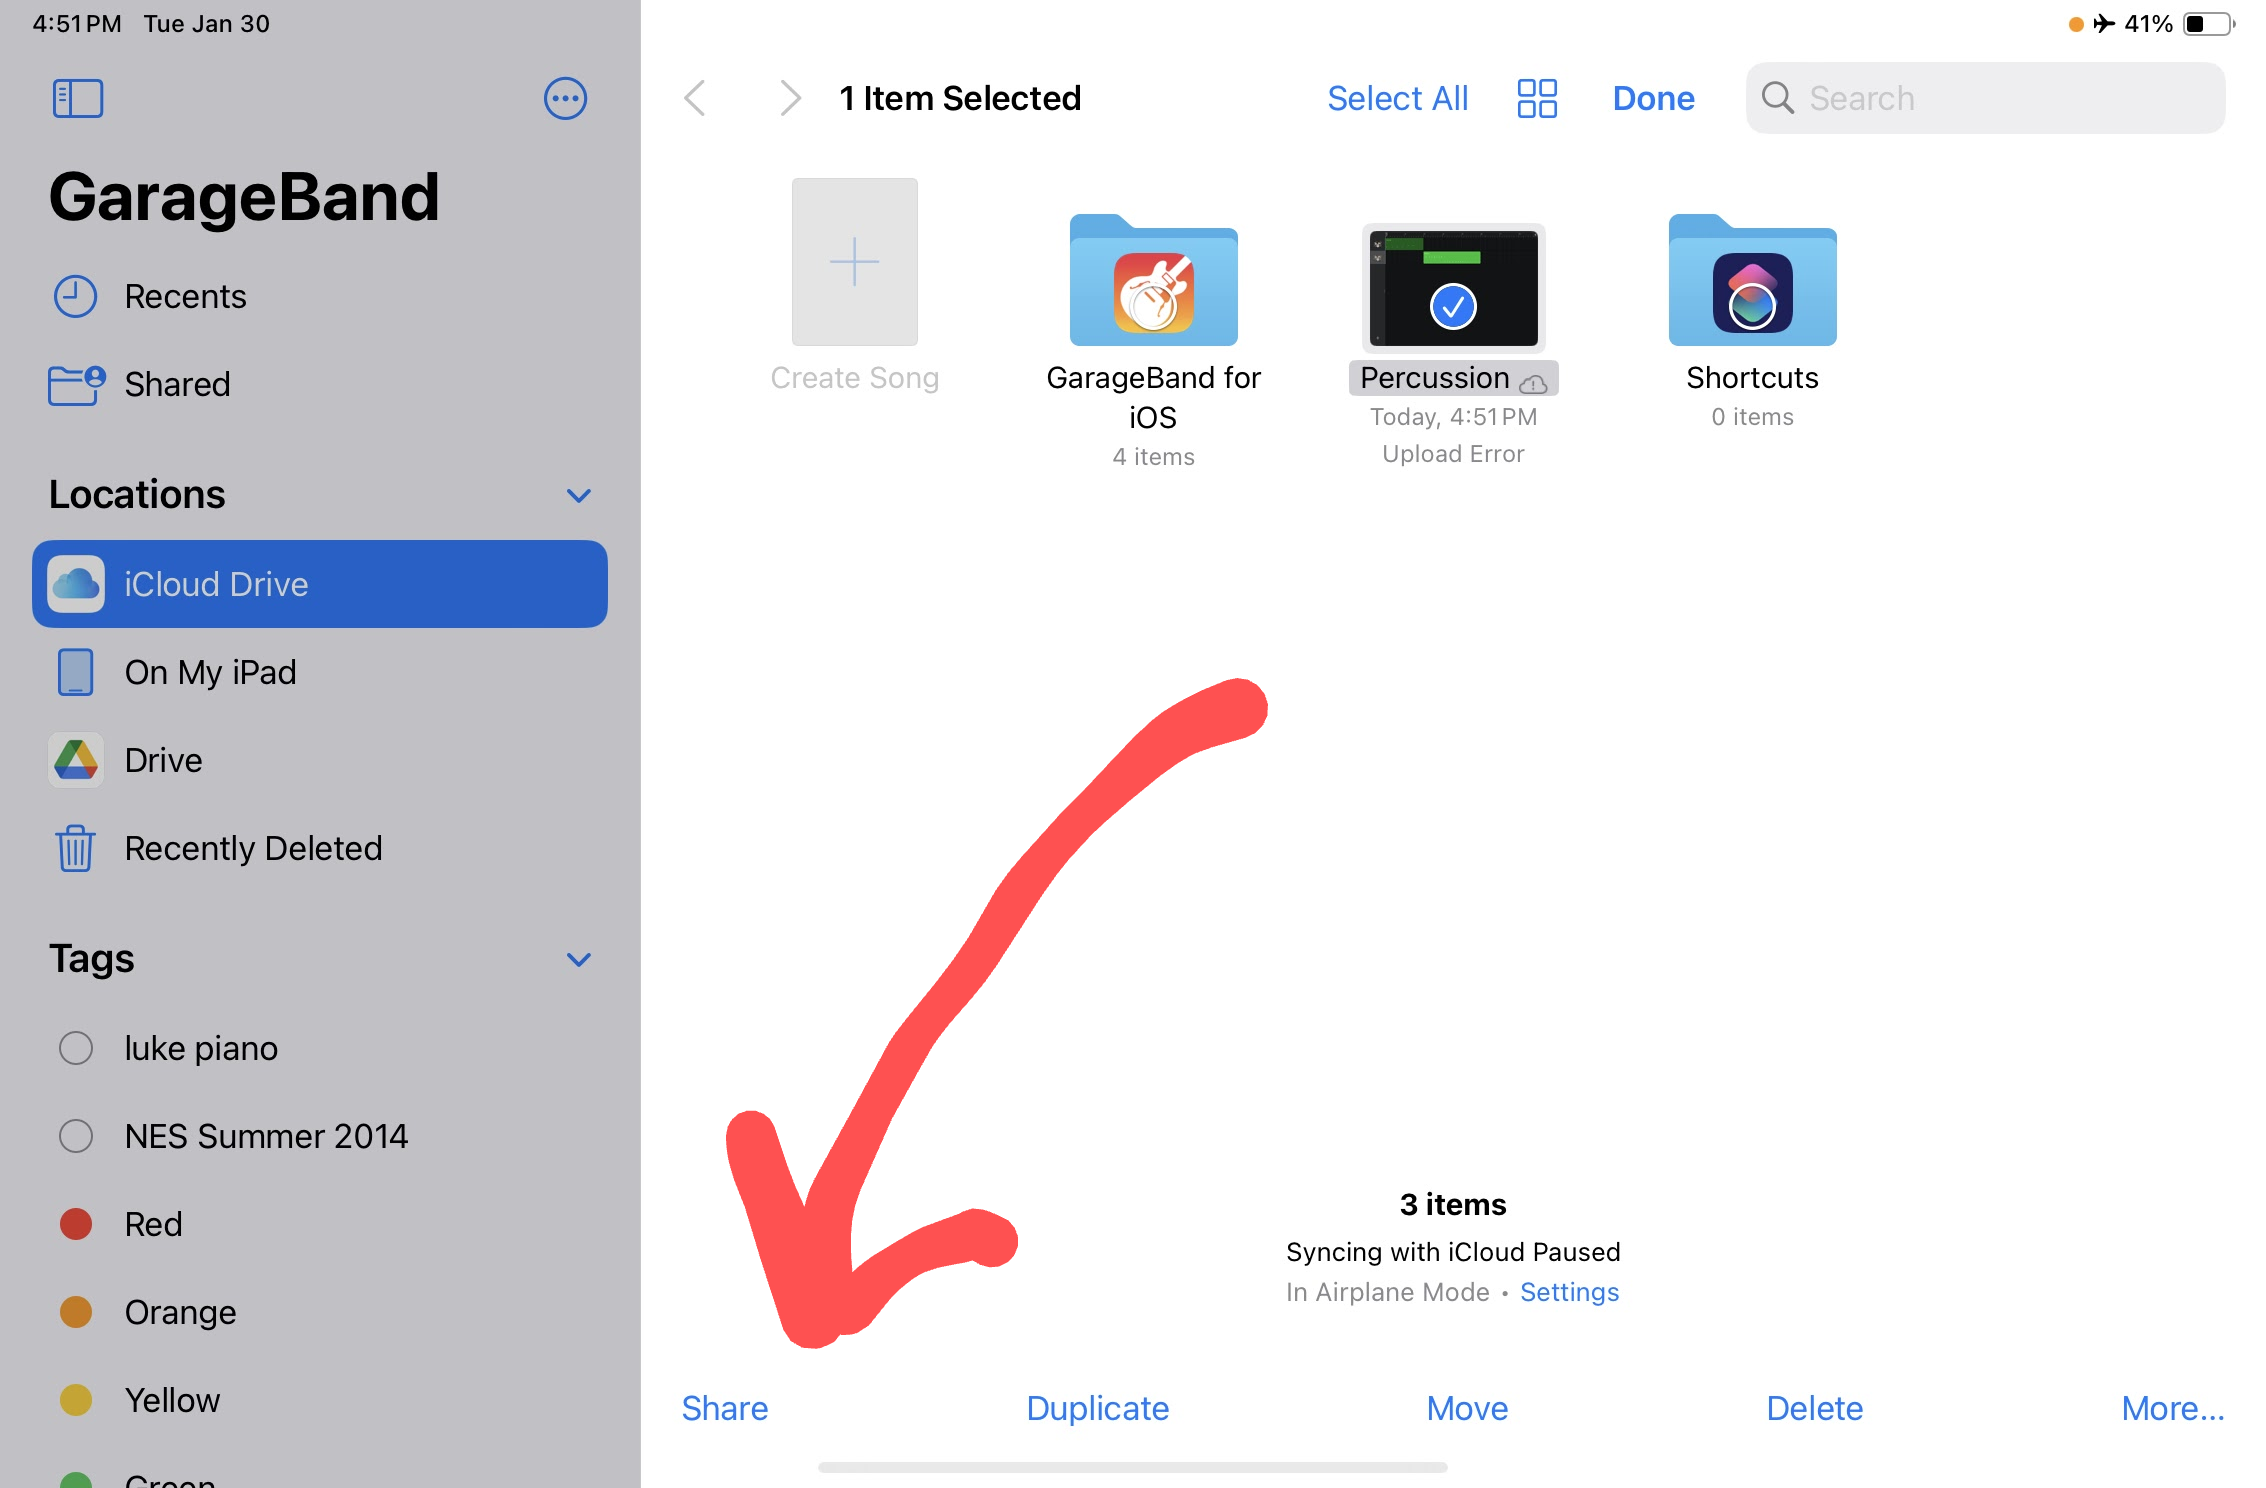 4:51 PM Tue Jan 30
41%
GarageBand
Recents
Shared
Locations
iCloud Drive
On My iPad
Drive
Recently Deleted
Tags
luke piano
NES Summer 2014
Red
Orange
Yellow
Green
1 Item Selected
Select All
Done
Search
Create Song
GarageBand for
iOS
4 items
Percussion
Today, 4:51 PM
Upload Error
Shortcuts
0 items
3 items
Syncing with iCloud Paused
In Airplane Mode • Settings
Share
Duplicate
Move
Delete
More...